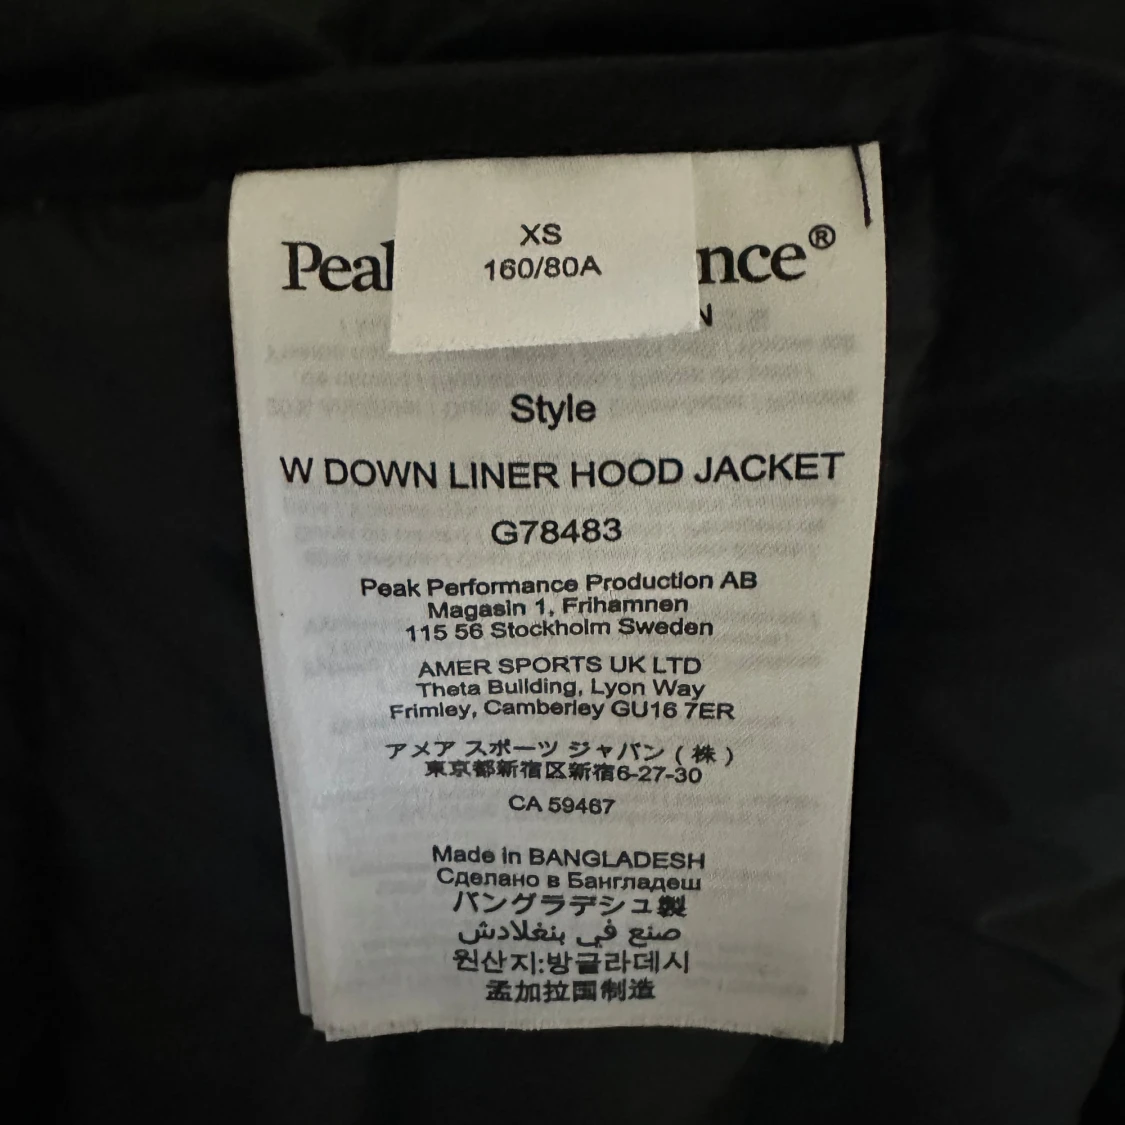 XS
160/80A
Peak nce®
N
Style
W DOWN LINER HOOD JACKET
G78483
Peak Performance Production AB
Magasin 1, Frihamnen
115 56 Stockholm Sweden
AMER SPORTS UK LTD
Theta Building, Lyon Way
Frimley, Camberley GU16 7ER
アメア スポーツ ジャパン ( 株 )
東京都新宿区新宿6-27-30
CA 59467
Made in BANGLADESH
Сделано в Бангладеш
バングラデシュ製
صنع في بنغلادش
원산지:방글라데시
孟加拉国制造